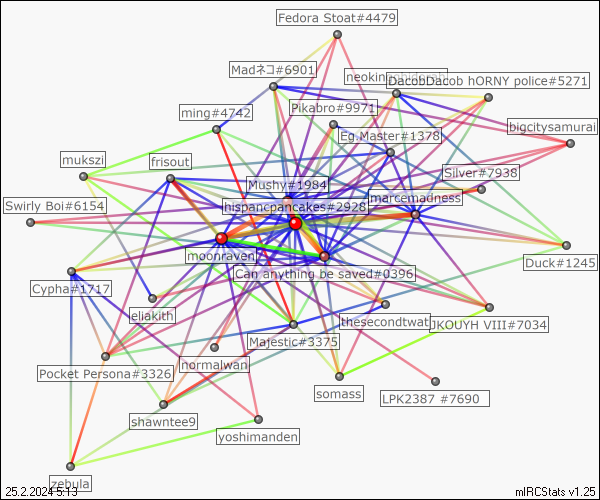 Fedora Stoat#4479
Madネコ#6901
DacobDacob hORNY police#5271
Pikabro#9971
ming#4742
bigcitysamurai
Eg.Master#1378
mukszi
frisout
Silver#7938
Mushy#1984
marcemadness
Swirly Boi#6154
hispancpancakes#2928
moonraven7
Duck#1245
Can anything be saved#0396
Cypha#1717
eliakith
thesecondtwat
JKOUYH VIII#7034
Majestic#3375
normalwan
Pocket Persona#3326
somass
LPK2387 #7690
shawntee9
yoshimanden
zebula
25.2.2024 5:13
mIRCStats v1.25